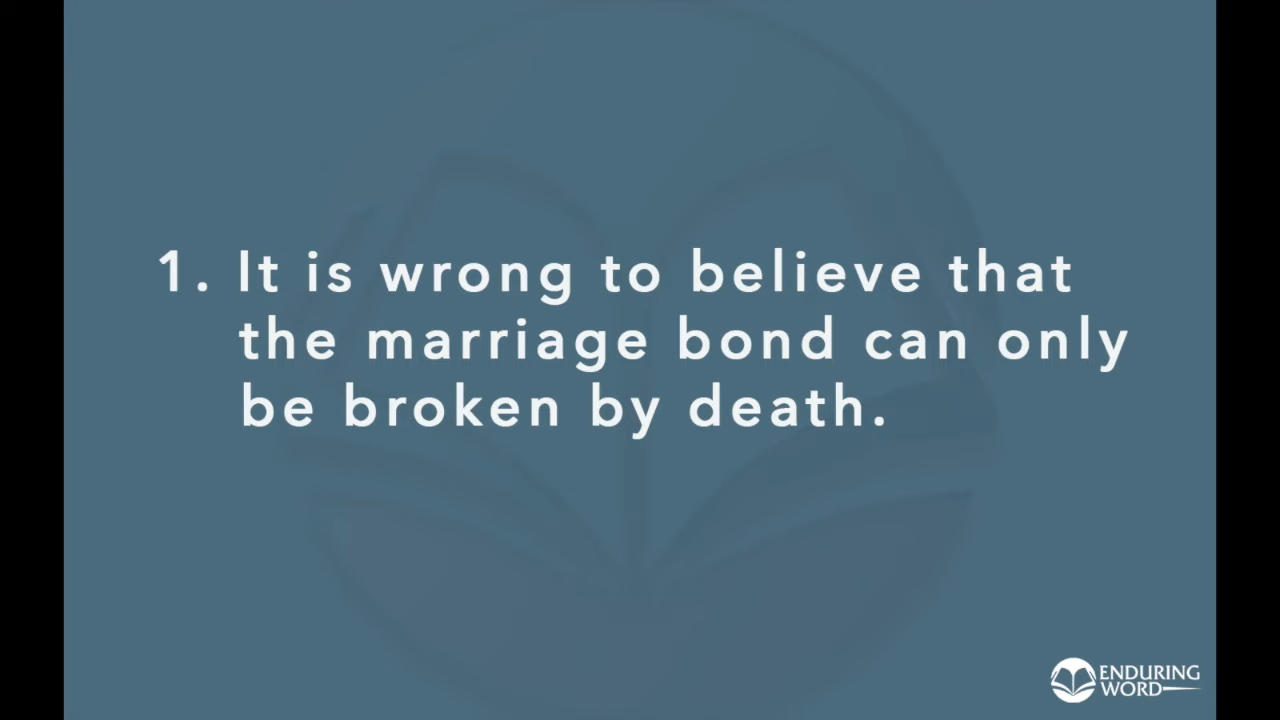 1. It is wrong to believe that
the marriage bond can only
be broken by death.
ENDURING
WORD